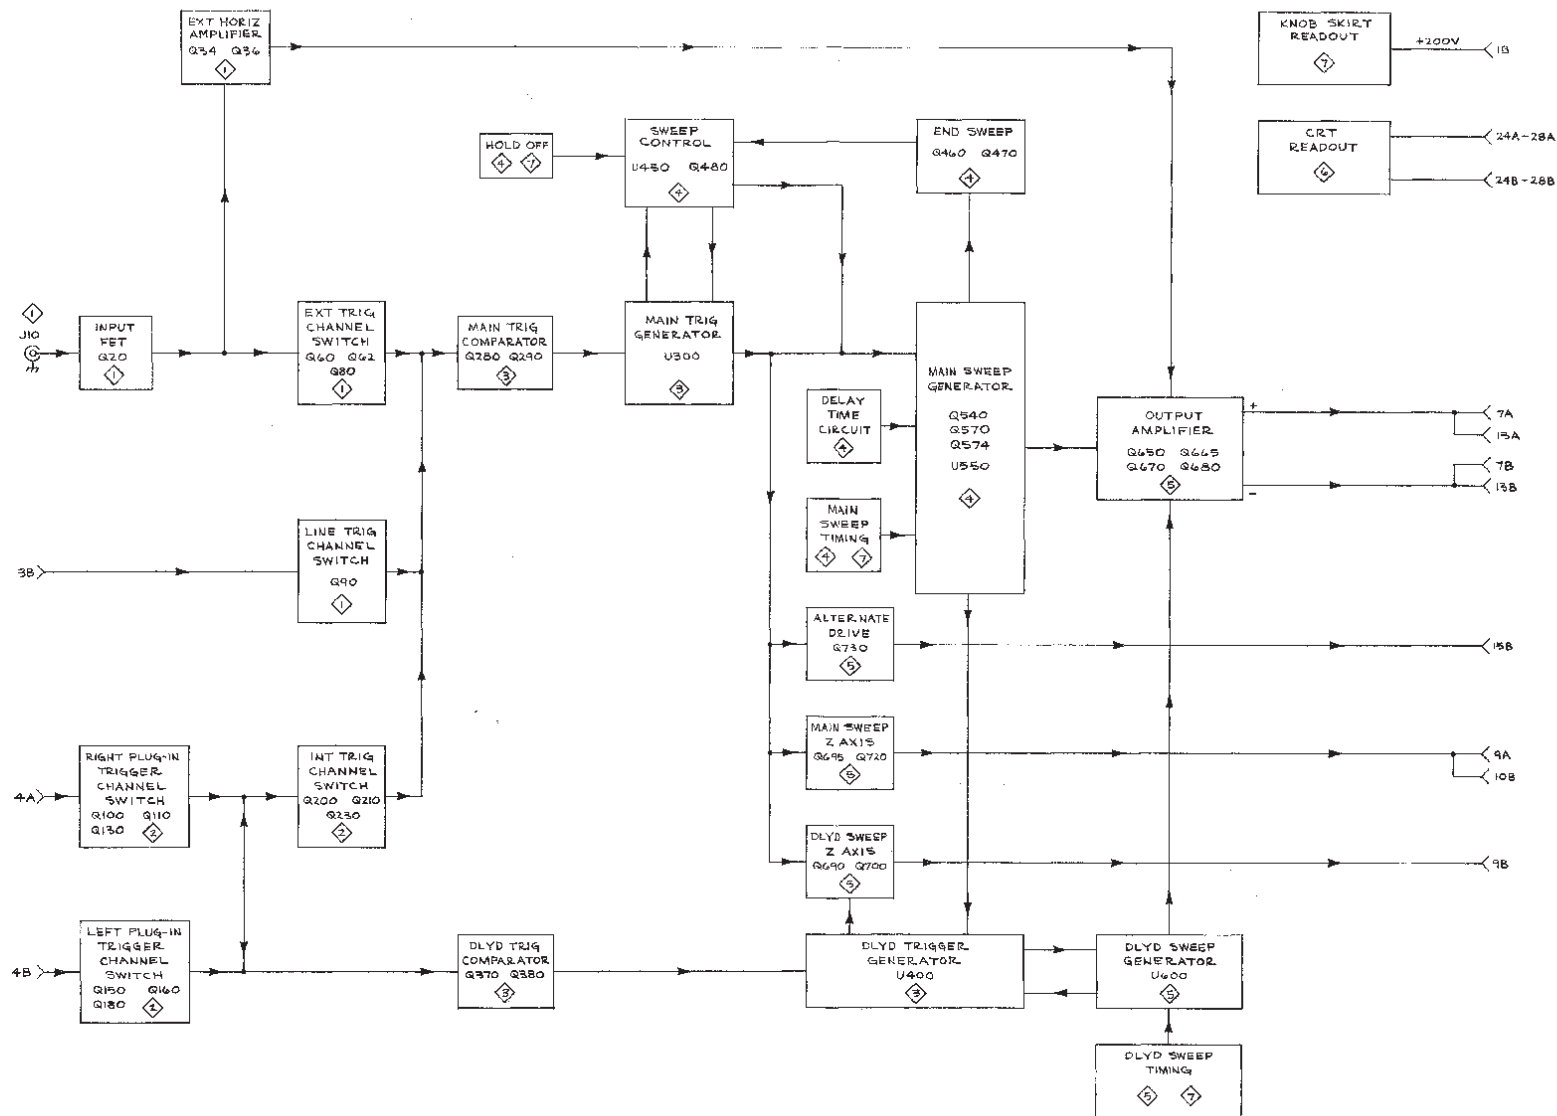 EXT HORIZ
AMPLIFIER
Q34 Q36
1
KNOB SKIRT
READOUT
7
+200V
1B
HOLD OFF
4 7
SWEEP
CONTROL
U450 Q480
4
END SWEEP
Q460 Q470
4
CRT
READOUT
6
24A-28A
24B-28B
1
J10
INPUT
FET
Q20
1
EXT TRIG
CHANNEL
SWITCH
Q60 Q62
Q80
1
MAIN TRIG
COMPARATOR
Q280 Q290
3
MAIN TRIG
GENERATOR
U300
3
DELAY
TIME
CIRCUIT
4
MAIN SWEEP
GENERATOR
Q540
Q570
Q574
U550
4
OUTPUT
AMPLIFIER
Q650 Q665
Q670 Q680
5
+
-
7A
13A
7B
13B
MAIN
SWEEP
TIMING
4 7
3B
LINE TRIG
CHANNEL
SWITCH
Q90
1
ALTERNATE
DRIVE
Q730
5
15B
4A
RIGHT PLUG-IN
TRIGGER
CHANNEL
SWITCH
Q100 Q110
Q130 2
INT TRIG
CHANNEL
SWITCH
Q200 Q210
Q230
2
MAIN SWEEP
Z AXIS
Q695 Q720
5
9A
10B
DLYD SWEEP
Z AXIS
Q690 Q700
5
9B
4B
LEFT PLUG-IN
TRIGGER
CHANNEL
SWITCH
Q150 Q160
Q180 2
DLYD TRIG
COMPARATOR
Q370 Q380
3
DLYD TRIGGER
GENERATOR
U400
3
DLYD SWEEP
GENERATOR
U600
5
DLYD SWEEP
TIMING
5 7